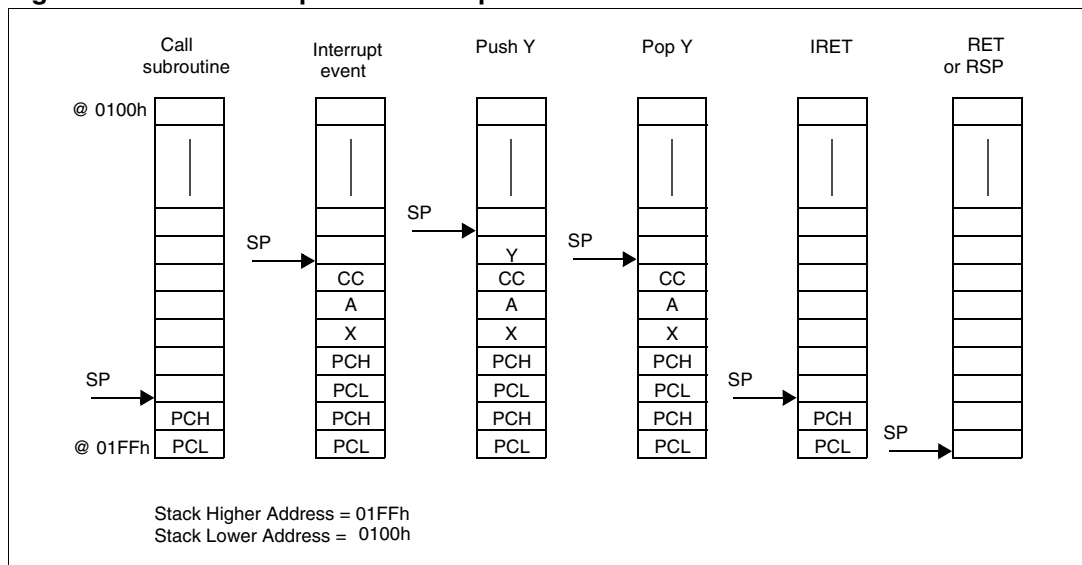 Call
subroutine
Interrupt
event
Push Y
Pop Y
IRET
RET
or RSP
@ 0100h
SP
SP
SP
Y
CC
CC
CC
A
A
A
X
X
X
PCH
PCH
PCH
SP
SP
PCL
PCL
PCL
PCH
PCH
PCH
PCH
PCH
SP
@ 01FFh
PCL
PCL
PCL
PCL
PCL
Stack Higher Address = 01FFh
Stack Lower Address = 0100h